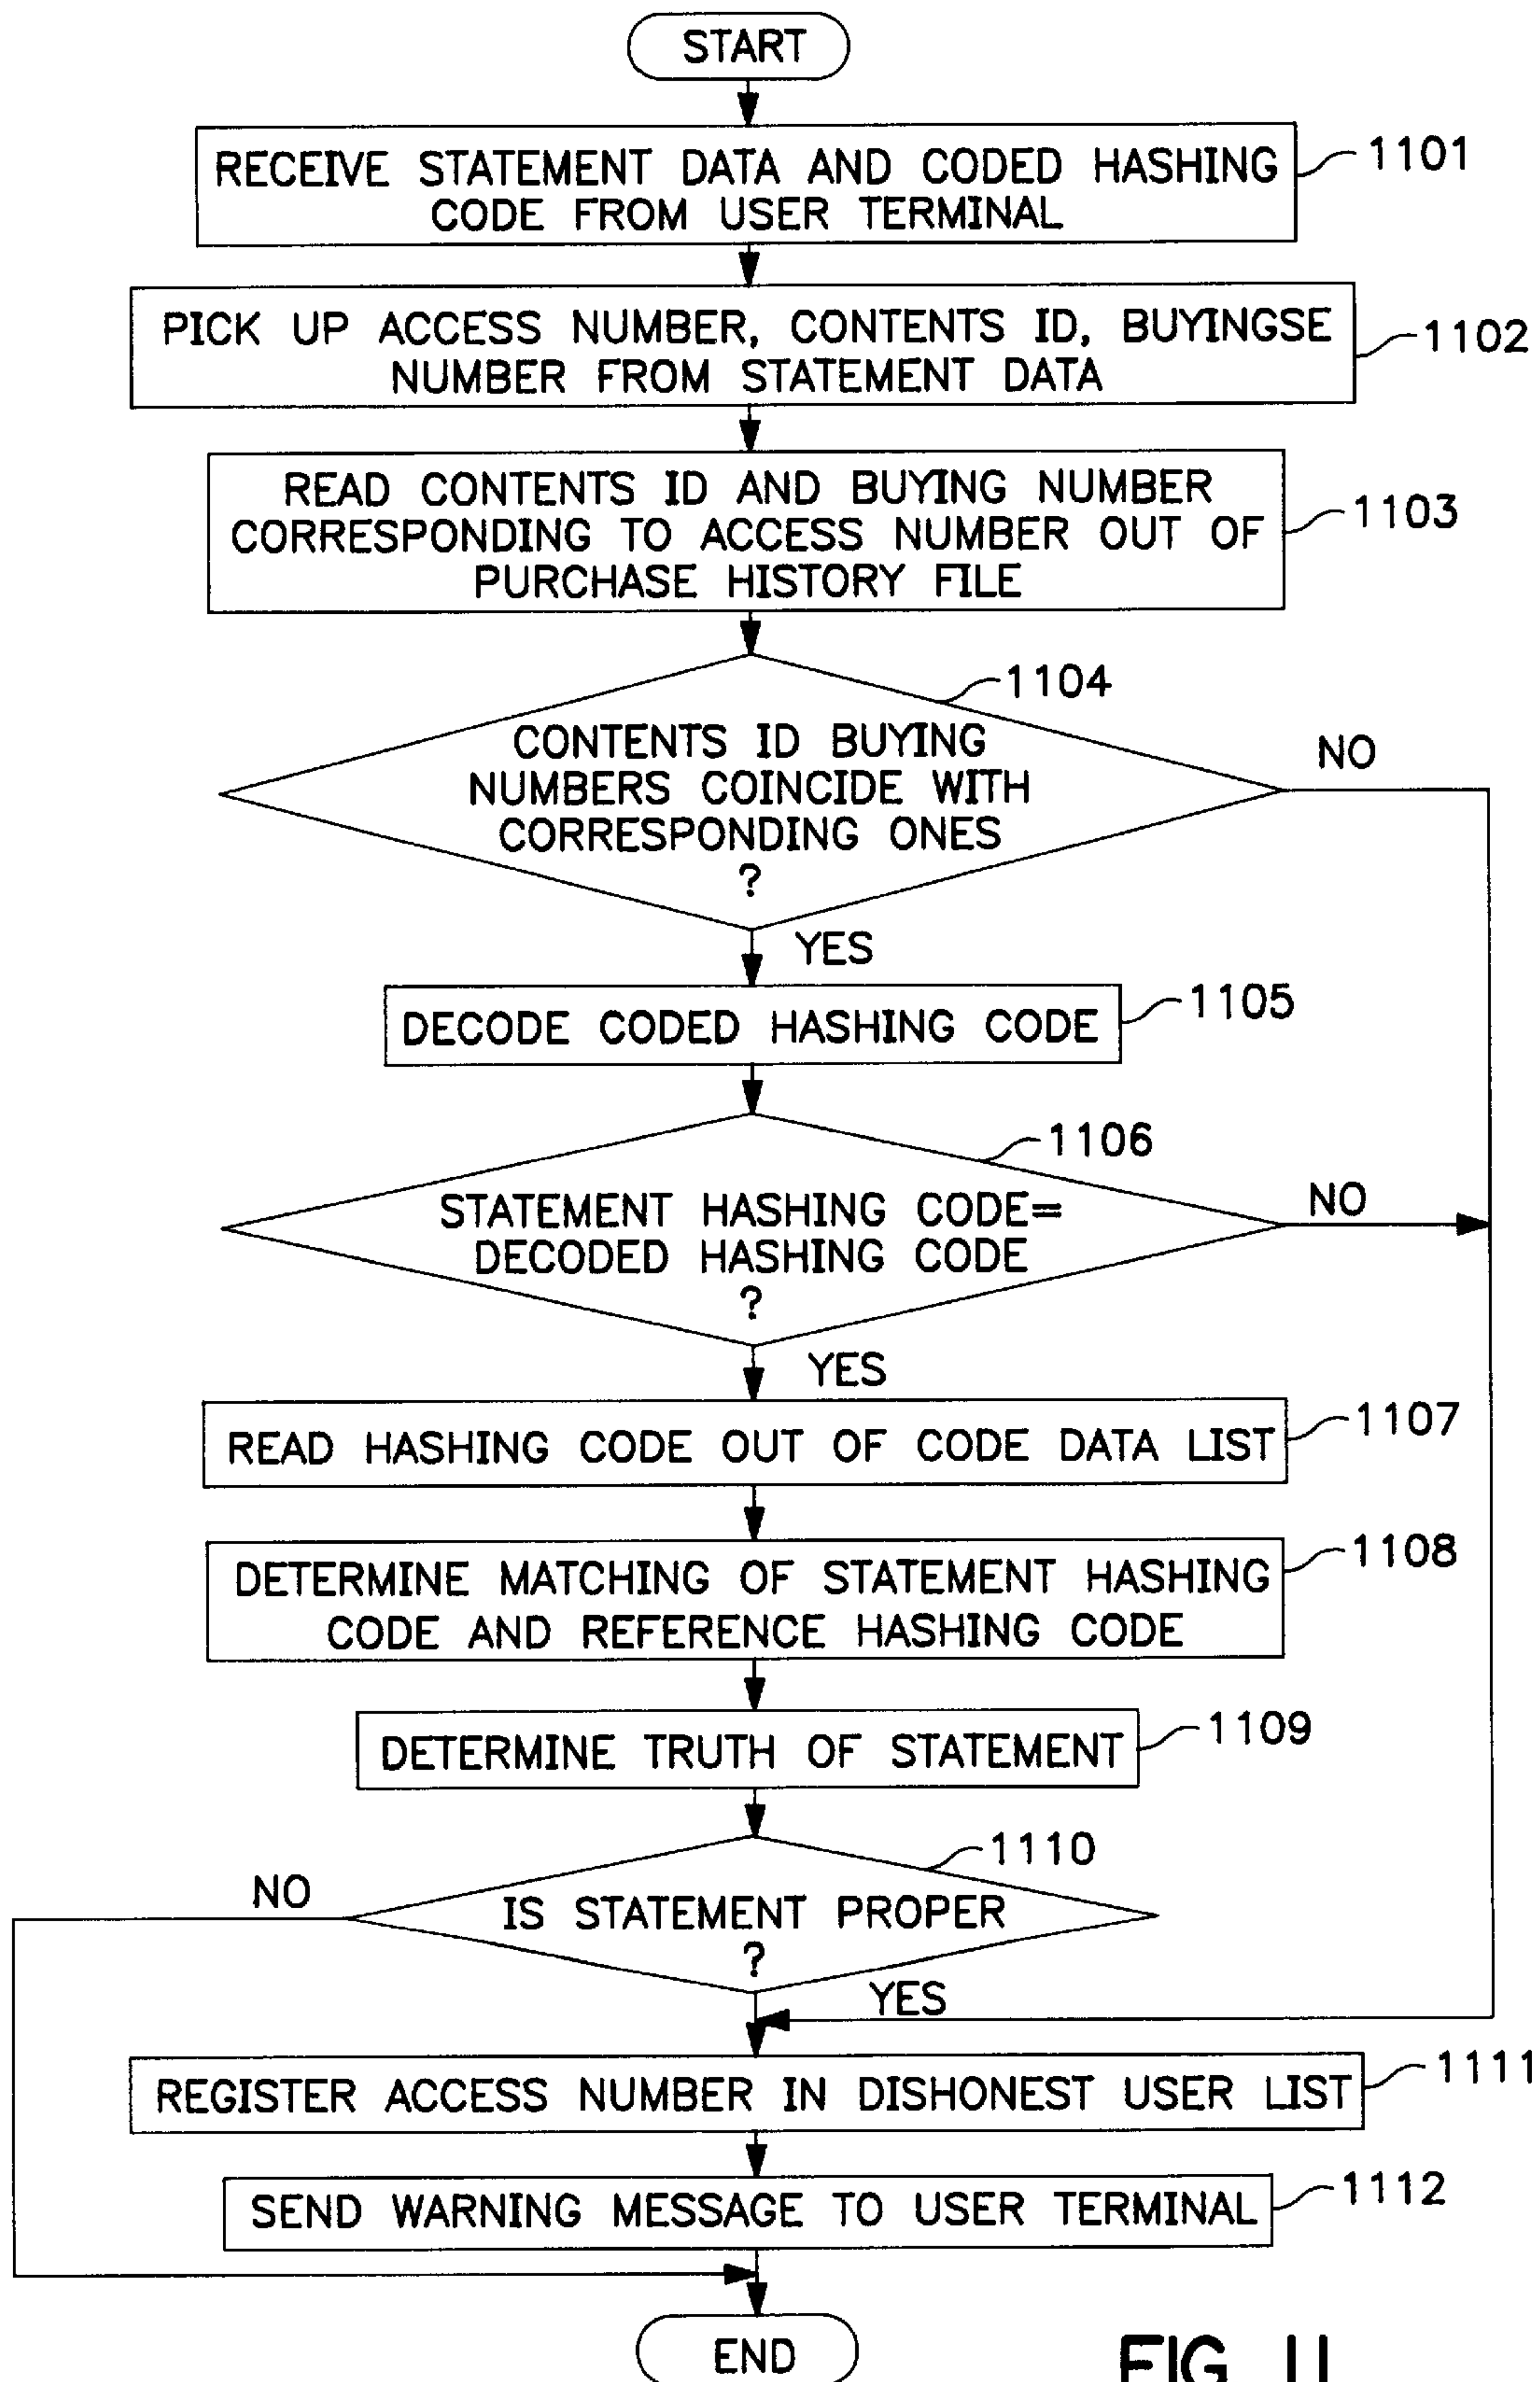 START
RECEIVE STATEMENT DATA AND CODED HASHING
CODE FROM USER TERMINAL
1101
PICK UP ACCESS NUMBER, CONTENTS ID, BUYINGSE
NUMBER FROM STATEMENT DATA
1102
READ CONTENTS ID AND BUYING NUMBER
CORRESPONDING TO ACCESS NUMBER OUT OF
PURCHASE HISTORY FILE
1103
1104
CONTENTS ID BUYING
NUMBERS COINCIDE WITH
CORRESPONDING ONES
?
NO
YES
DECODE CODED HASHING CODE
1105
1106
STATEMENT HASHING CODE=
DECODED HASHING CODE
?
NO
YES
READ HASHING CODE OUT OF CODE DATA LIST
1107
DETERMINE MATCHING OF STATEMENT HASHING
CODE AND REFERENCE HASHING CODE
1108
DETERMINE TRUTH OF STATEMENT
1109
1110
NO
IS STATEMENT PROPER
?
YES
REGISTER ACCESS NUMBER IN DISHONEST USER LIST
1111
SEND WARNING MESSAGE TO USER TERMINAL
1112
END
FIG. 11